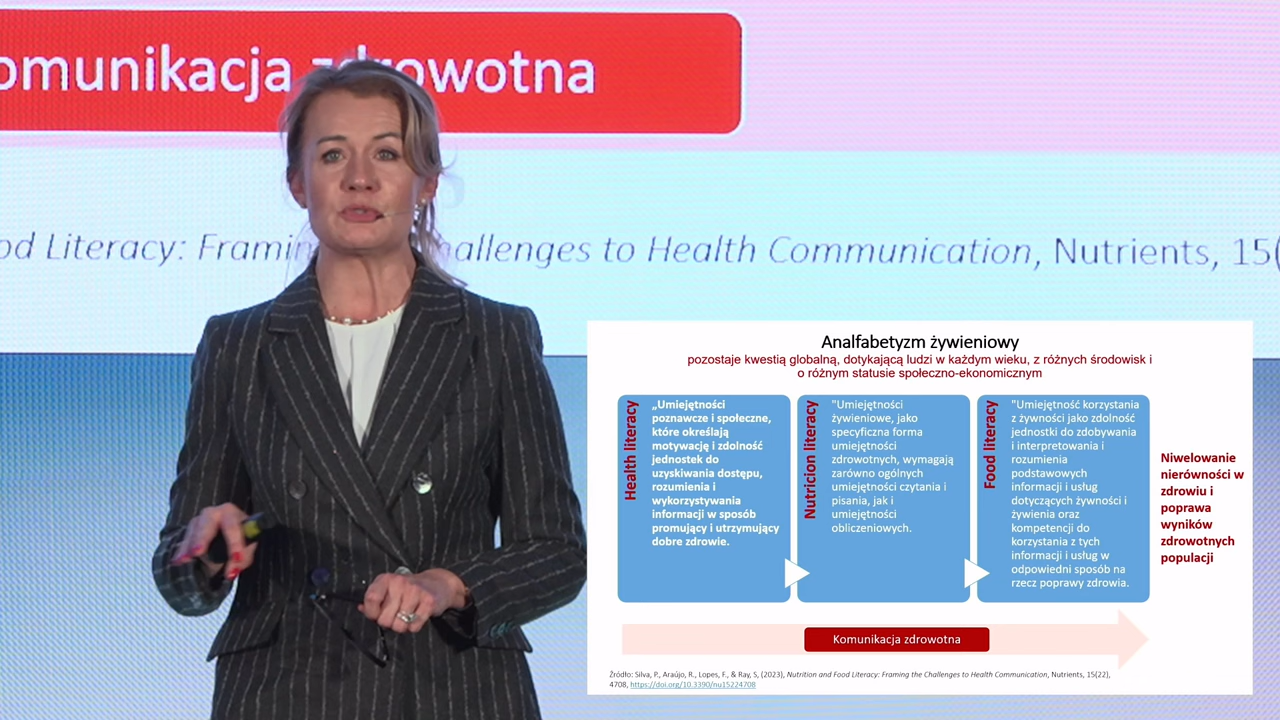 omunikacja zdrowotna
od Literacy: Framin allenges to Health Communication, Nutrients, 15(
Analfabetyzm żywieniowy
pozostaje kwestią globalną, dotykającą ludzi w każdym wieku, z różnych środowisk i
o różnym statusie społeczno-ekonomicznym
Health literacy
„Umiejętności
poznawcze i społeczne,
które określają
motywację i zdolność
jednostek do
uzyskiwania dostępu,
rozumienia i
wykorzystywania
informacji w sposób
promujący i utrzymujący
dobre zdrowie.
Nutricion literacy
"Umiejętności
żywieniowe, jako
specyficzna forma
umiejętności
zdrowotnych, wymagają
zarówno ogólnych
umiejętności czytania i
pisania, jak i
umiejętności
obliczeniowych.
Food literacy
"Umiejętność korzystania
z żywności jako zdolność
jednostki do zdobywania
i interpretowania i
rozumienia
podstawowych
informacji i usług
dotyczących żywności i
żywienia oraz
kompetencji do
korzystania z tych
informacji i usług w
odpowiedni sposób na
rzecz poprawy zdrowia.
Niwelowanie
nierówności w
zdrowiu i
poprawa
wyników
zdrowotnych
populacji
Komunikacja zdrowotna
Źródło: Silva, P., Araújo, R., Lopes, F., & Ray, S, (2023), Nutrition and Food Literacy: Framing the Challenges to Health Communication, Nutrients, 15(22),
4708, https://doi.org/10.3390/nu15224708